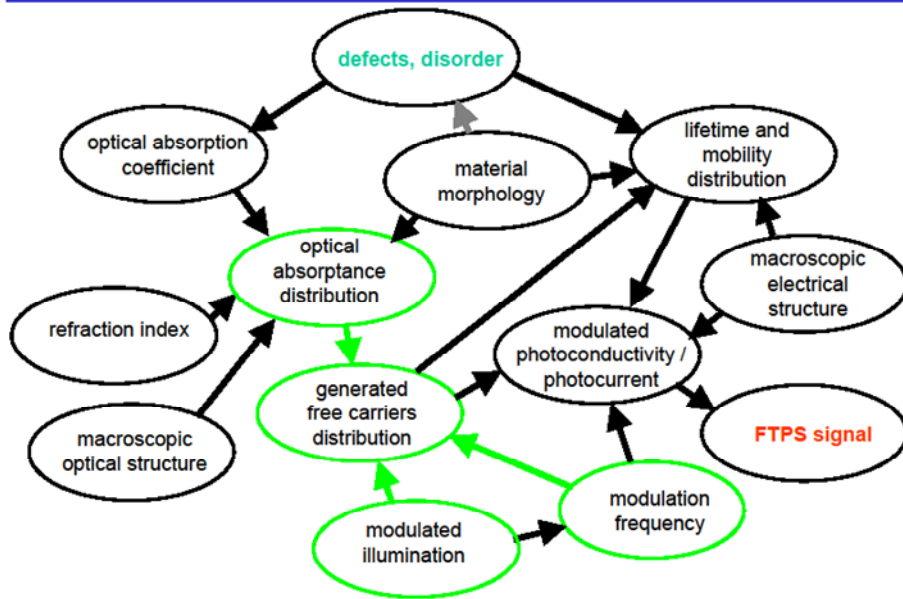 defects, disorder
optical absorption
coefficient
material
morphology
lifetime and
mobility
distribution
optical
absorptance
distribution
macroscopic
electrical
structure
refraction index
modulated
photoconductivity /
photocurrent
generated
free carriers
distribution
macroscopic
optical structure
FTPS signal
modulation
frequency
modulated
illumination